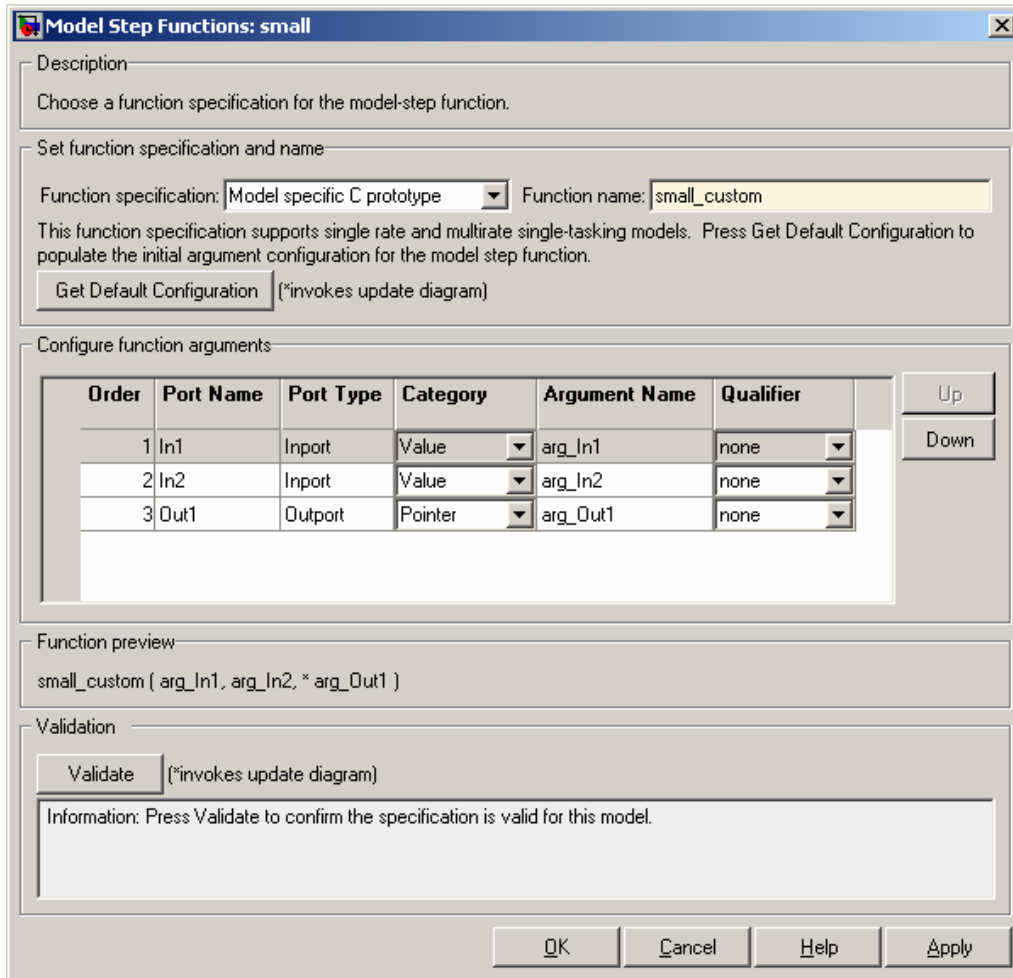 Model Step Functions: small
Description
Choose a function specification for the model-step function.
Set function specification and name
Function specification: Model specific C prototype Function name: small_custom
This function specification supports single rate and multirate single-tasking models. Press Get Default Configuration to
populate the initial argument configuration for the model step function.
Get Default Configuration (*invokes update diagram)
Configure function arguments
Order Port Name Port Type Category Argument Name Qualifier
1 In1 Inport Value arg_In1 none
2 In2 Inport Value arg_In2 none
3 Out1 Outport Pointer arg_Out1 none
Up
Down
Function preview
small_custom ( arg_In1, arg_In2, * arg_Out1 )
Validation
Validate (*invokes update diagram)
Information: Press Validate to confirm the specification is valid for this model.
OK Cancel Help Apply